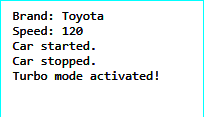 Brand: Toyota
Speed: 120
Car started.
Car stopped.
Turbo mode activated!